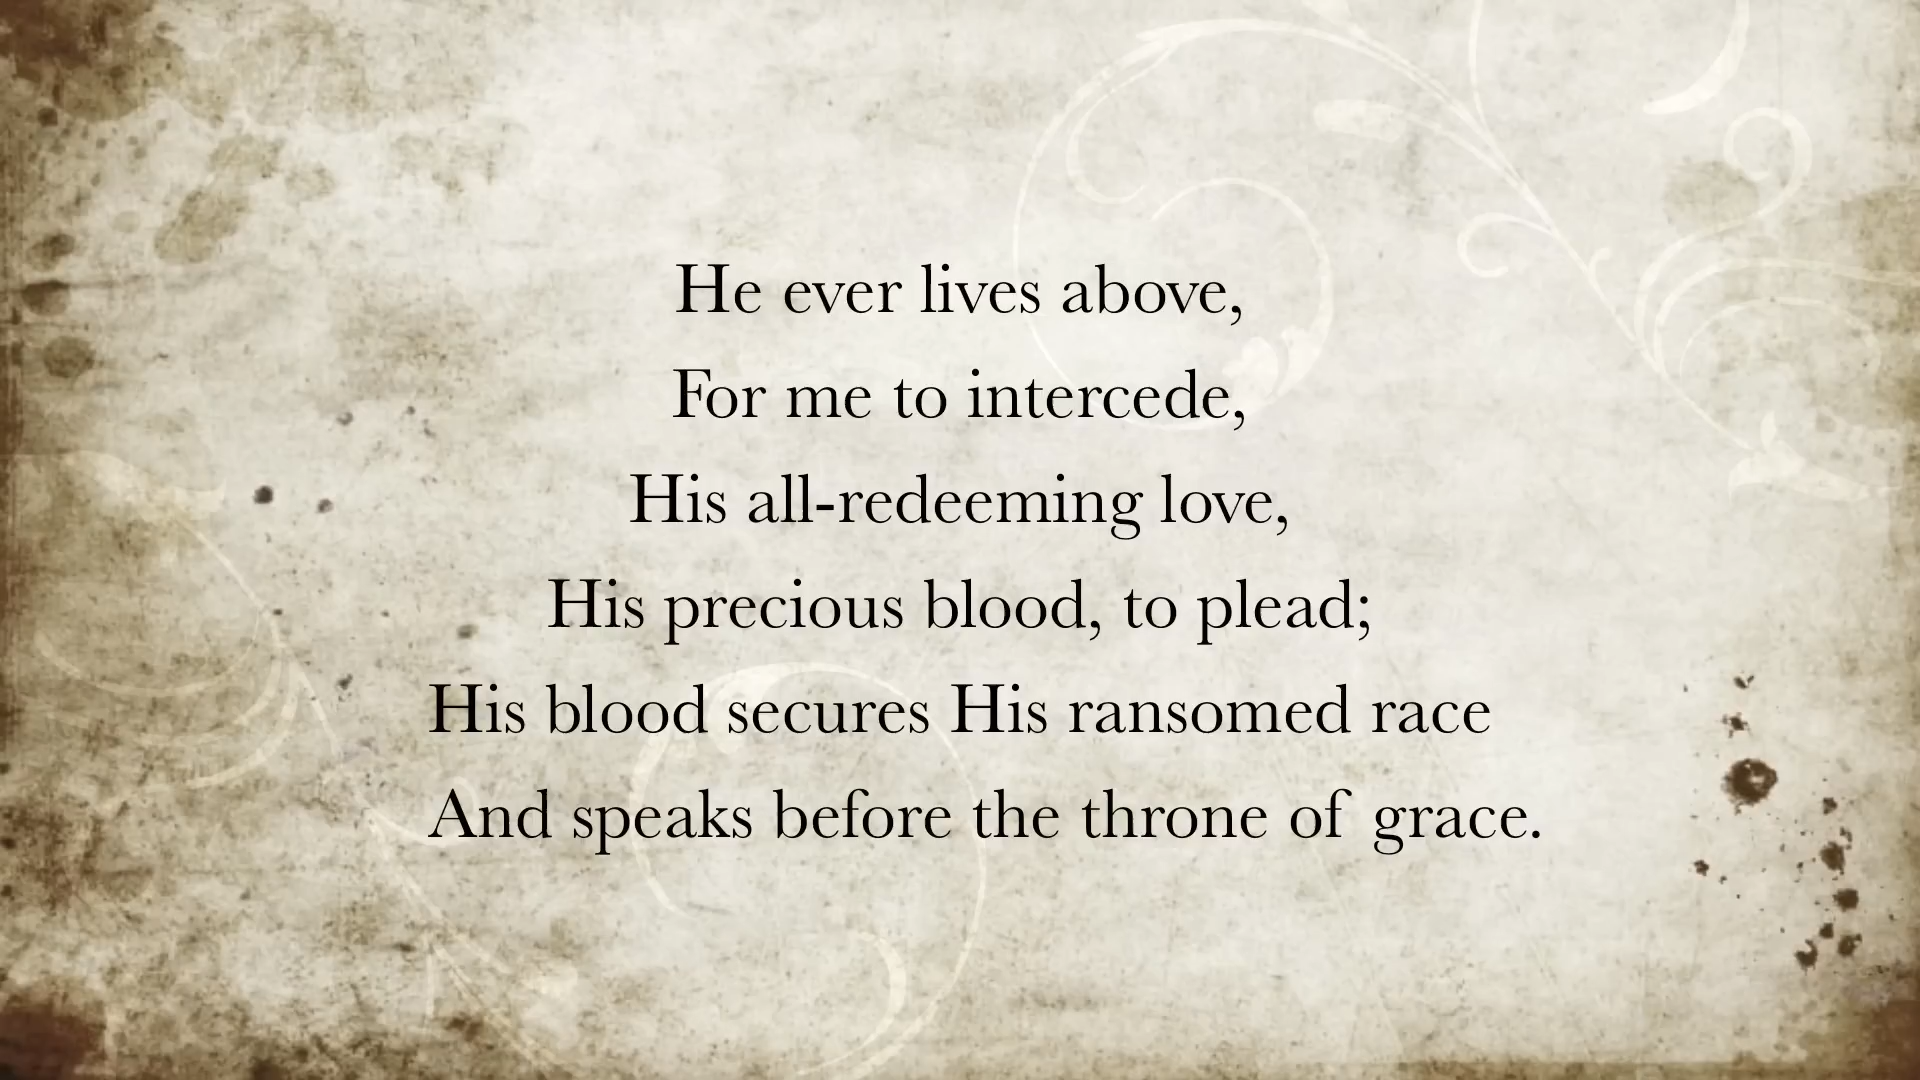 He ever lives above,
For me to intercede,
His all-redeeming love,
His precious blood, to plead;
His blood secures His ransomed race
And speaks before the throne of grace.